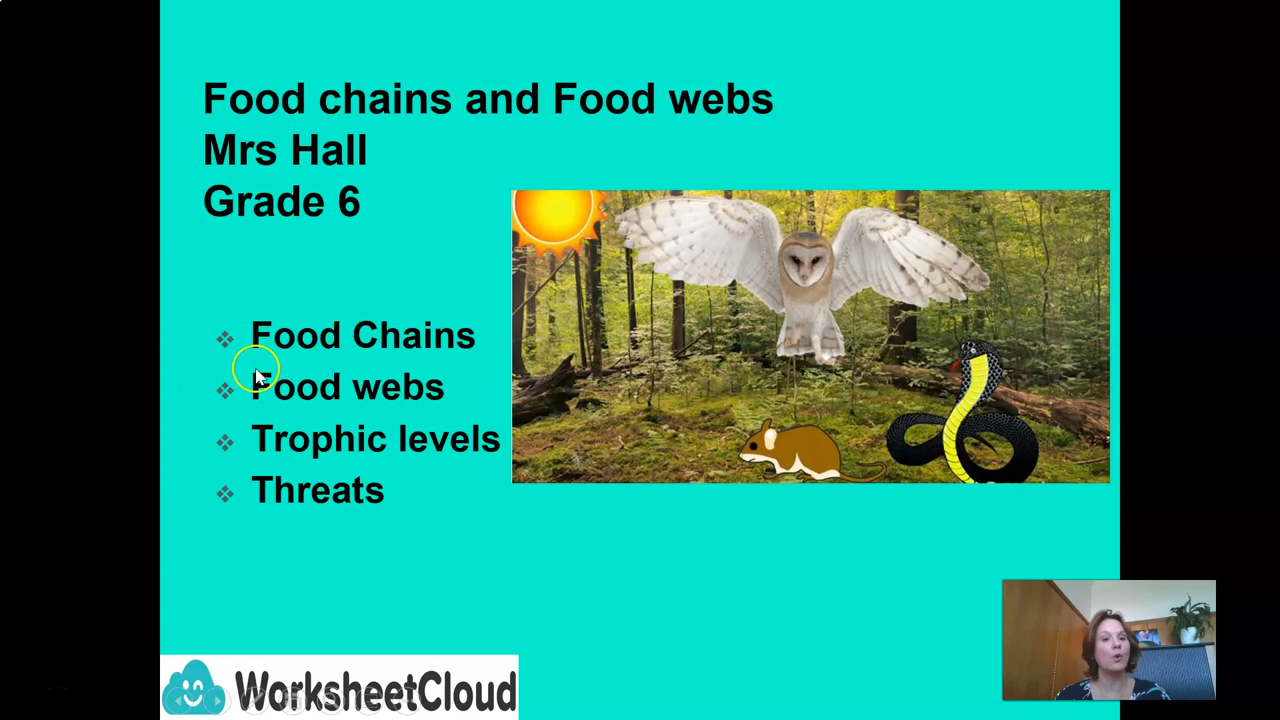 Food chains and Food webs
Mrs Hall
Grade 6
Food Chains
Food webs
Trophic levels
Threats
WorksheetCloud